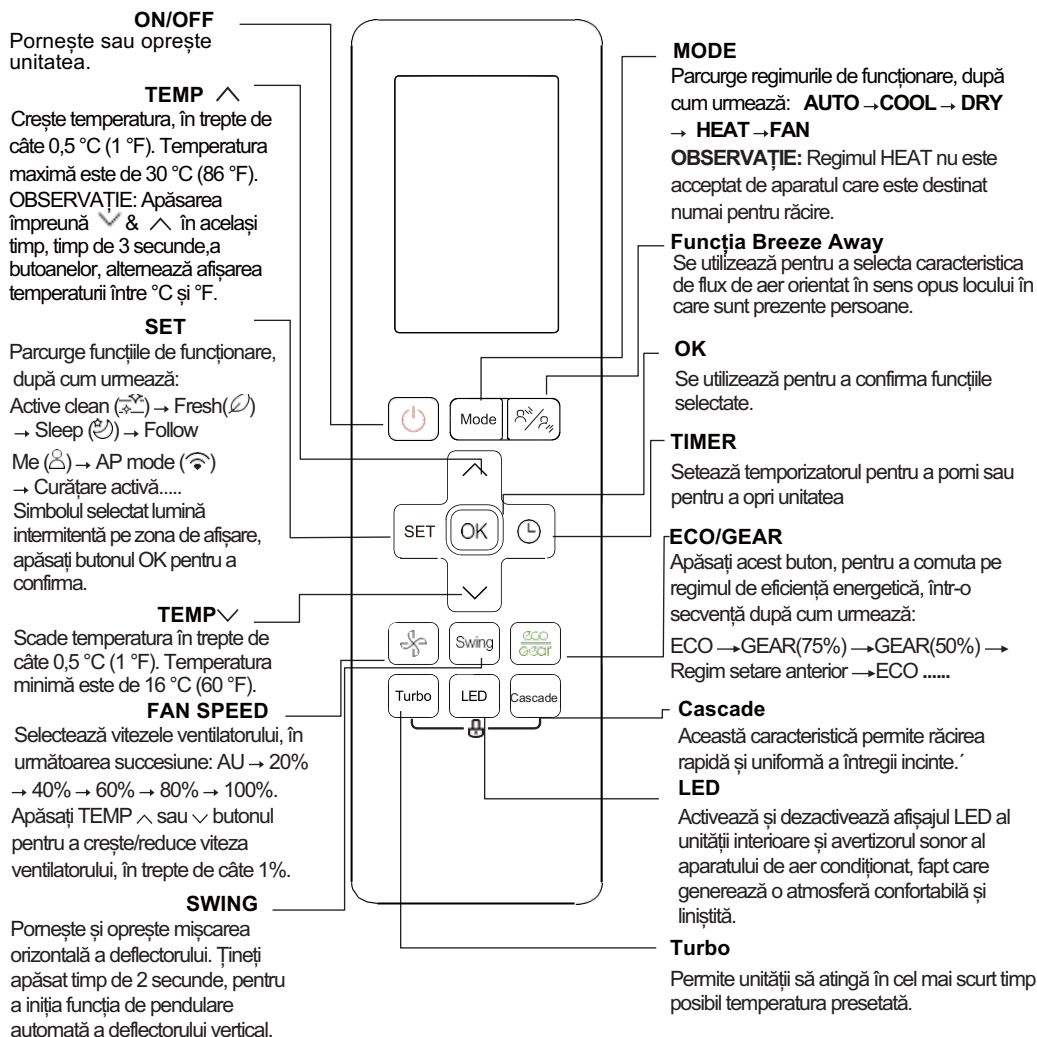 ON/OFF
Pornește sau oprește
unitatea.
TEMP
Crește temperatura, în trepte de
câte 0,5 °C (1 °F). Temperatura
maximă este de 30 °C (86 °F).
OBSERVAȚIE: Apăsarea
împreună & în același
timp, timp de 3 secunde,a
butoanelor, alternează afișarea
temperaturii între °C și °F.
SET
Parcurge funcțiile de funcționare,
după cum urmează:
Active clean () → Fresh()
→ Sleep () → Follow
Me () → AP mode ()
→ Curățare activă.....
Simbolul selectat lumină
intermitentă pe zona de afișare,
apăsați butonul OK pentru a
confirma.
TEMP
Scade temperatura în trepte de
câte 0,5 °C (1 °F). Temperatura
minimă este de 16 °C (60 °F).
FAN SPEED
Selectează vitezele ventilatorului, în
următoarea succesiune: AU → 20%
→ 40% → 60% → 80% → 100%.
Apăsați TEMP sau butonul
pentru a crește/reduce viteza
ventilatorului, în trepte de câte 1%.
SWING
Pornește și oprește mișcarea
orizontală a deflectorului. Țineți
apăsat timp de 2 secunde, pentru
a iniția funcția de pendulare
automată a deflectorului vertical.
Mode
SET
OK
Swing
eco
Gear
Turbo
LED
Cascade
MODE
Parcurge regimurile de funcționare, după
cum urmează: AUTO → COOL → DRY
→ HEAT → FAN
OBSERVAȚIE: Regimul HEAT nu este
acceptat de aparatul care este destinat
numai pentru răcire.
Funcția Breeze Away
Se utilizează pentru a selecta caracteristica
de flux de aer orientat în sens opus locului în
care sunt prezente persoane.
OK
Se utilizează pentru a confirma funcțiile
selectate.
TIMER
Setează temporizatorul pentru a porni sau
pentru a opri unitatea
ECO/GEAR
Apăsați acest buton, pentru a comuta pe
regimul de eficiență energetică, într-o
secvență după cum urmează:
ECO →GEAR(75%) →GEAR(50%) →
Regim setare anterior →ECO ......
Cascade
Această caracteristică permite răcirea
rapidă și uniformă a întregii incinte.´
LED
Activează și dezactivează afișajul LED al
unității interioare și avertizorul sonor al
aparatului de aer condiționat, fapt care
generează o atmosferă confortabilă și
liniștită.
Turbo
Permite unității să atingă în cel mai scurt timp
posibil temperatura presetată.